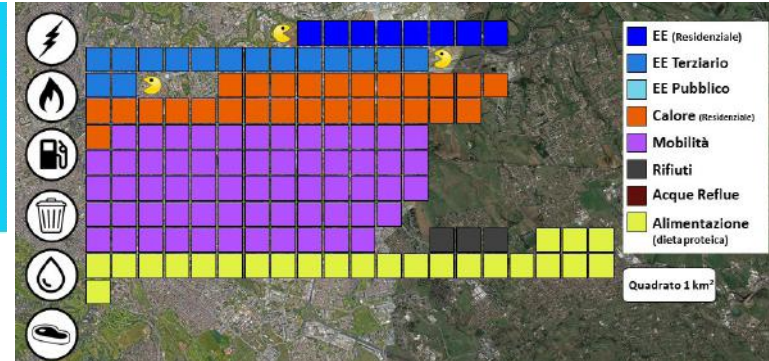 EE (Residenziale)
EE Terziario
EE Pubblico
Calore (Residenziale)
Mobilità
Rifiuti
Acque Reflue
Alimentazione
(dieta proteica)
Quadrato 1 km²